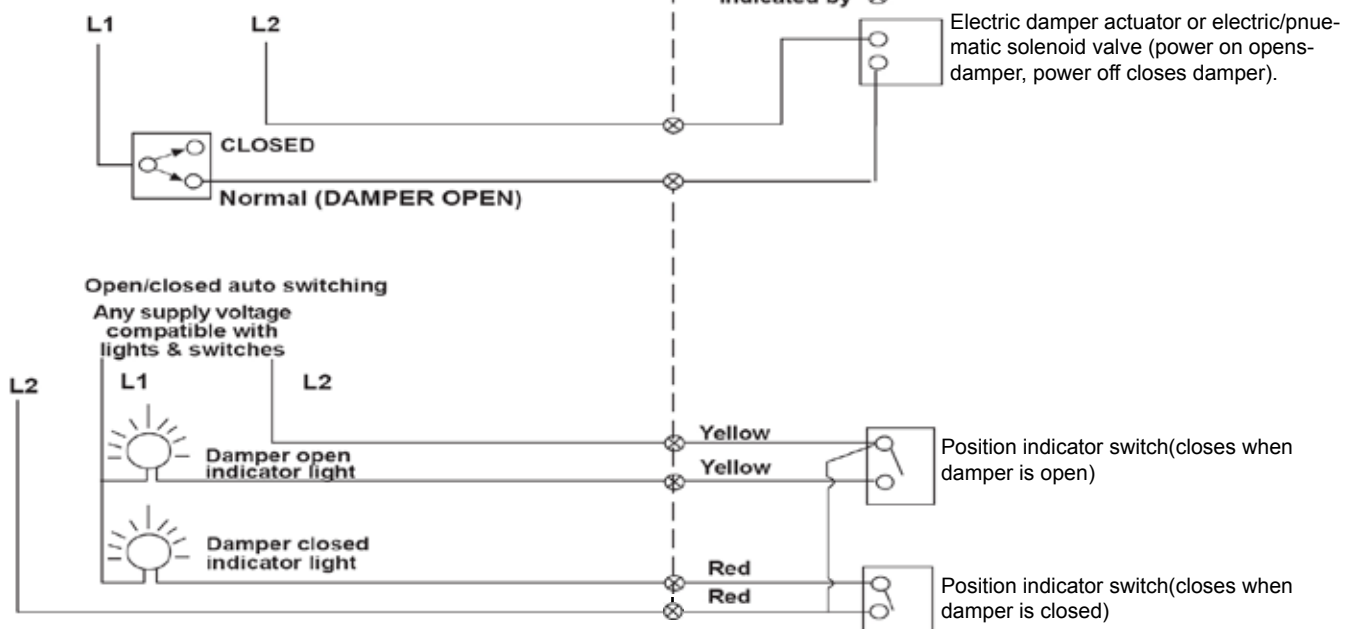 indicated by
L1
L2
Electric damper actuator or electric/pnue-
matic solenoid valve (power on opens-
damper, power off closes damper).
CLOSED
Normal (DAMPER OPEN)
Open/closed auto switching
Any supply voltage
compatible with
lights & switches
L2
L1
L2
Damper open
indicator light
Yellow
Yellow
Position indicator switch(closes when
damper is open)
Damper closed
indicator light
Red
Red
Position indicator switch(closes when
damper is closed)